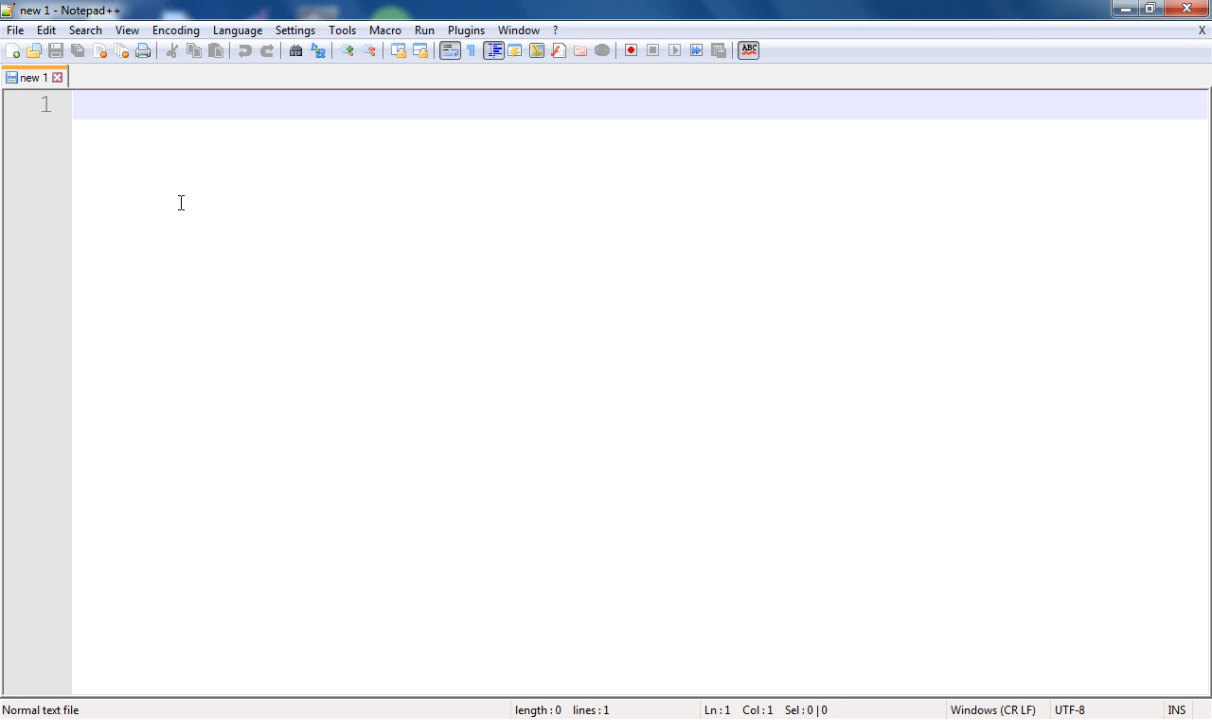 new 1 - Notepad++
File Edit Search View Encoding Language Settings Tools Macro Run Plugins Window ? X
ABC
new 1
1
Normal text file length : 0 lines : 1 Ln : 1 Col : 1 Sel : 0 | 0 Windows (CR LF) UTF-8 INS